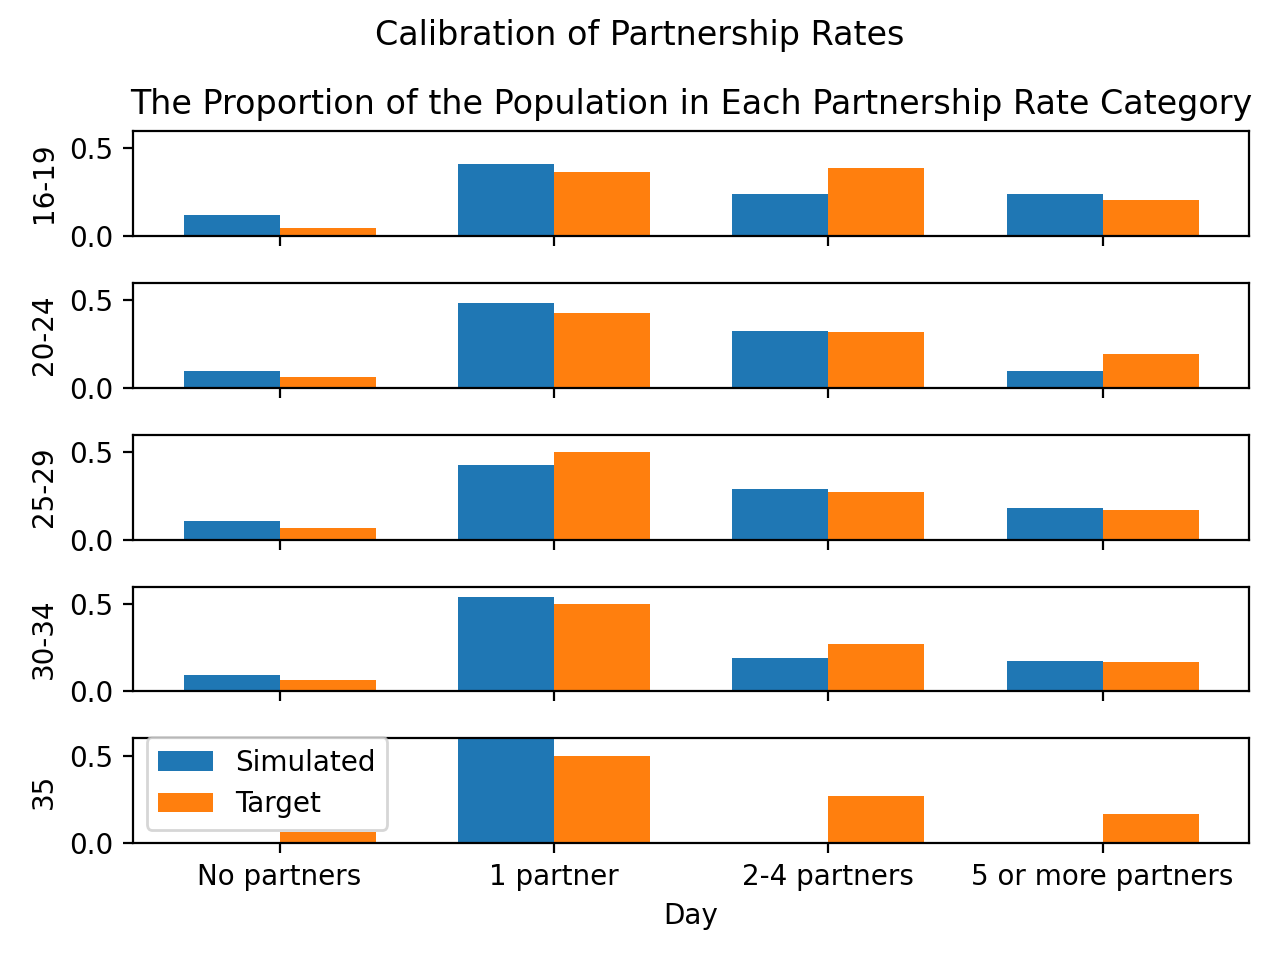 Calibration of Partnership Rates
The Proportion of the Population in Each Partnership Rate Category
0.5
16-19
0.0
0.5
20-24
0.0
0.5
25-29
0.0
0.5
30-34
0.0
0.5
35
0.0
Simulated
Target
No partners
1 partner
2-4 partners
5 or more partners
Day